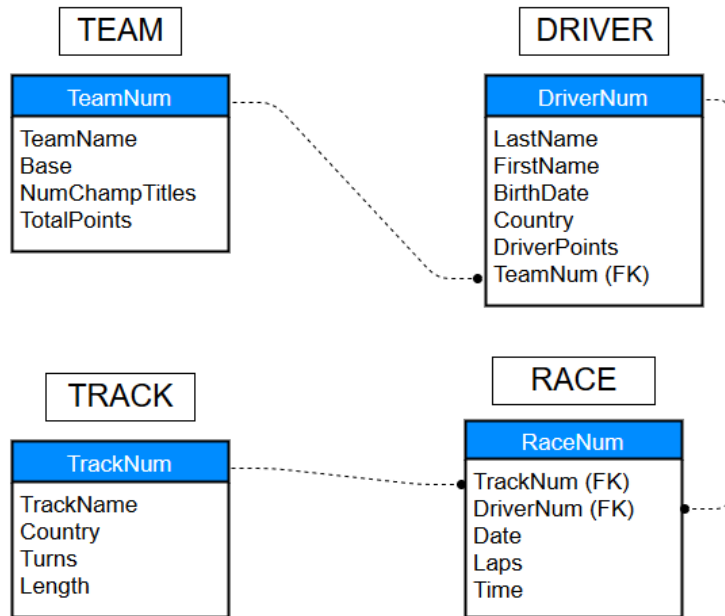 TEAM
TeamNum
TeamName
Base
NumChampTitles
TotalPoints
DRIVER
DriverNum
LastName
FirstName
BirthDate
Country
DriverPoints
TeamNum (FK)
TRACK
TrackNum
TrackName
Country
Turns
Length
RACE
RaceNum
TrackNum (FK)
DriverNum (FK)
Date
Laps
Time